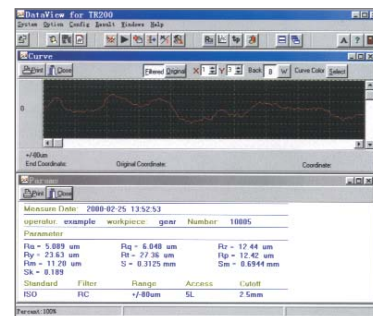 DataView for TR200
System Option Config Result Windows Help
Curve
Print Close Filtered Original X 1 Y 3 Back B W Curve Color Select
0
+/-80um
End Coordinate: Original Coordinate: Coordinate:
Params
Print Close
Measure Date: 2000-02-25 13:52:53
operator: example workpiece: gear Number: 10005
Parameter
Ra = 5.089 um Rq = 6.048 um Rz = 12.44 um
Ry = 23.63 um Rt = 27.36 um Rp = 12.42 um
Rm = 11.20 um S = 0.3125 mm Sm = 0.6944 mm
Sk = 0.189
Standard Filter Range Access Cutoff
ISO RC +/-80um 5L 2.5mm
Percent:100%